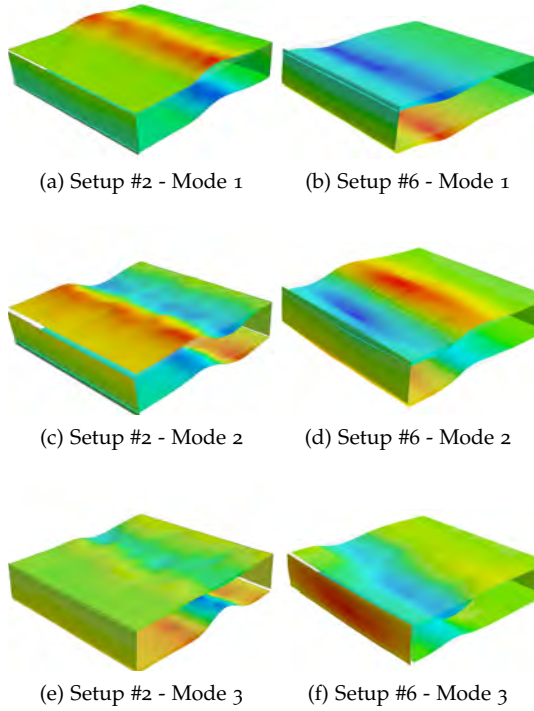 (a) Setup #2 - Mode 1
(b) Setup #6 - Mode 1
(c) Setup #2 - Mode 2
(d) Setup #6 - Mode 2
(e) Setup #2 - Mode 3
(f) Setup #6 - Mode 3